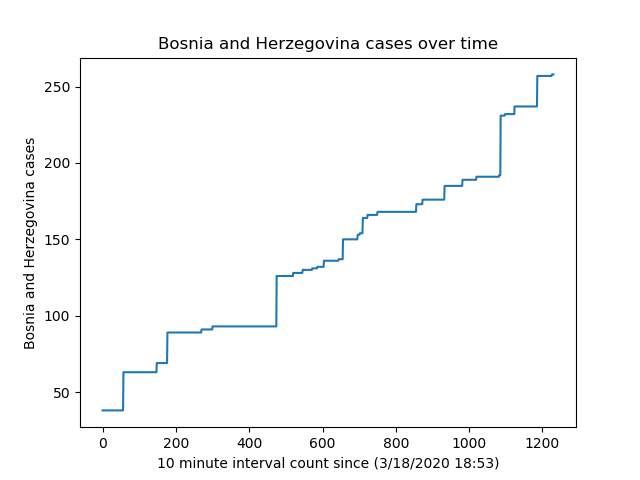 Bosnia and Herzegovina cases over time
Bosnia and Herzegovina cases
250
200
150
100
50
0 200 400 600 800 1000 1200
10 minute interval count since (3/18/2020 18:53)